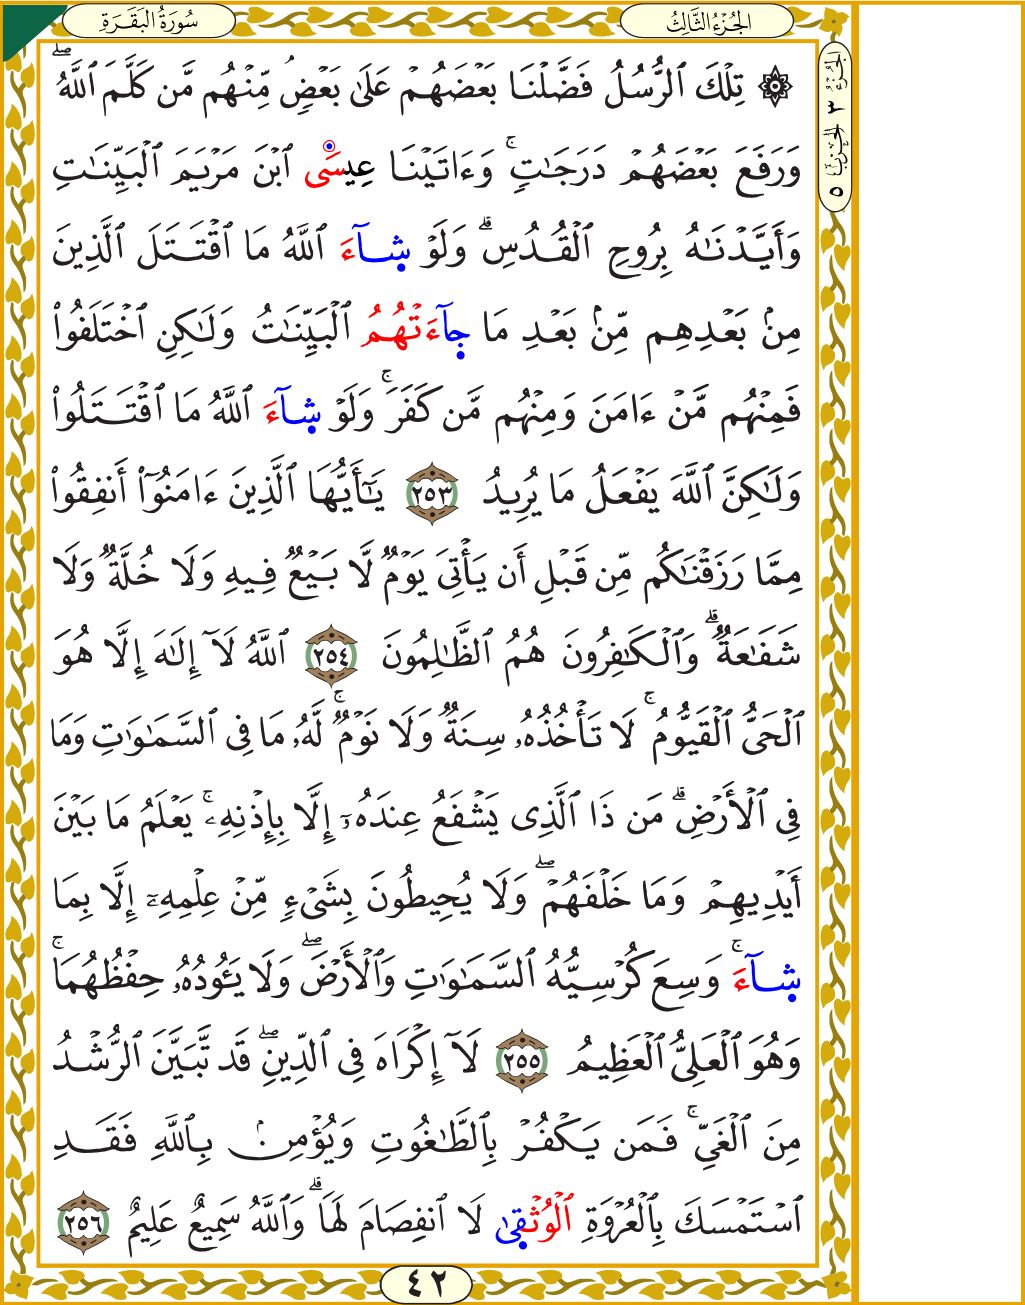 الجُزْءُ الثَّالِثُ
سُورَةُ الْبَقَرَةِ
الجزء ٣ الحزب ٥
۞ تِلْكَ ٱلرُّسُلُ فَضَّلْنَا بَعْضَهُمْ عَلَىٰ بَعْضٍ مِّنْهُم مَّن كَلَّمَ ٱللَّهُۖ
وَرَفَعَ بَعْضَهُمْ دَرَجَٰتٍۚ وَءَاتَيْنَا عِيسَى ٱبْنَ مَرْيَمَ ٱلْبَيِّنَٰتِ
وَأَيَّدْنَٰهُ بِرُوحِ ٱلْقُدُسِۗ وَلَوْ شَآءَ ٱللَّهُ مَا ٱقْتَتَلَ ٱلَّذِينَ
مِنۢ بَعْدِهِم مِّنۢ بَعْدِ مَا جَآءَتْهُمُ ٱلْبَيِّنَٰتُ وَلَٰكِنِ ٱخْتَلَفُوا۟
فَمِنْهُم مَّنْ ءَامَنَ وَمِنْهُم مَّن كَفَرَۚ وَلَوْ شَآءَ ٱللَّهُ مَا ٱقْتَتَلُوا۟
وَلَٰكِنَّ ٱللَّهَ يَفْعَلُ مَا يُرِيدُ ٢٥٣ يَٰٓأَيُّهَا ٱلَّذِينَ ءَامَنُوٓا۟ أَنفِقُوا۟
مِمَّا رَزَقْنَٰكُم مِّن قَبْلِ أَن يَأْتِىَ يَوْمٌ لَّا بَيْعٌ فِيهِ وَلَا خُلَّةٌ وَلَا
شَفَٰعَةٌۗ وَٱلْكَٰفِرُونَ هُمُ ٱلظَّٰلِمُونَ ٢٥٤ ٱللَّهُ لَآ إِلَٰهَ إِلَّا هُوَ
ٱلْحَىُّ ٱلْقَيُّومُۚ لَا تَأْخُذُهُۥ سِنَةٌ وَلَا نَوْمٌۚ لَّهُۥ مَا فِى ٱلسَّمَٰوَٰتِ وَمَا
فِى ٱلْأَرْضِۗ مَن ذَا ٱلَّذِى يَشْفَعُ عِندَهُۥٓ إِلَّا بِإِذْنِهِۦۚ يَعْلَمُ مَا بَيْنَ
أَيْدِيهِمْ وَمَا خَلْفَهُمْۖ وَلَا يُحِيطُونَ بِشَىْءٍ مِّنْ عِلْمِهِۦٓ إِلَّا بِمَا
شَآءَۚ وَسِعَ كُرْسِيُّهُ ٱلسَّمَٰوَٰتِ وَٱلْأَرْضَۖ وَلَا يَـُٔودُهُۥ حِفْظُهُمَاۚ
وَهُوَ ٱلْعَلِىُّ ٱلْعَظِيمُ ٢٥٥ لَآ إِكْرَاهَ فِى ٱلدِّينِۖ قَد تَّبَيَّنَ ٱلرُّشْدُ
مِنَ ٱلْغَىِّۚ فَمَن يَكْفُرْ بِٱلطَّٰغُوتِ وَيُؤْمِنۢ بِٱللَّهِ فَقَدِ
ٱسْتَمْسَكَ بِٱلْعُرْوَةِ ٱلْوُثْقَىٰ لَا ٱنفِصَامَ لَهَاۗ وَٱللَّهُ سَمِيعٌ عَلِيمٌ ٢٥٦
٤٢